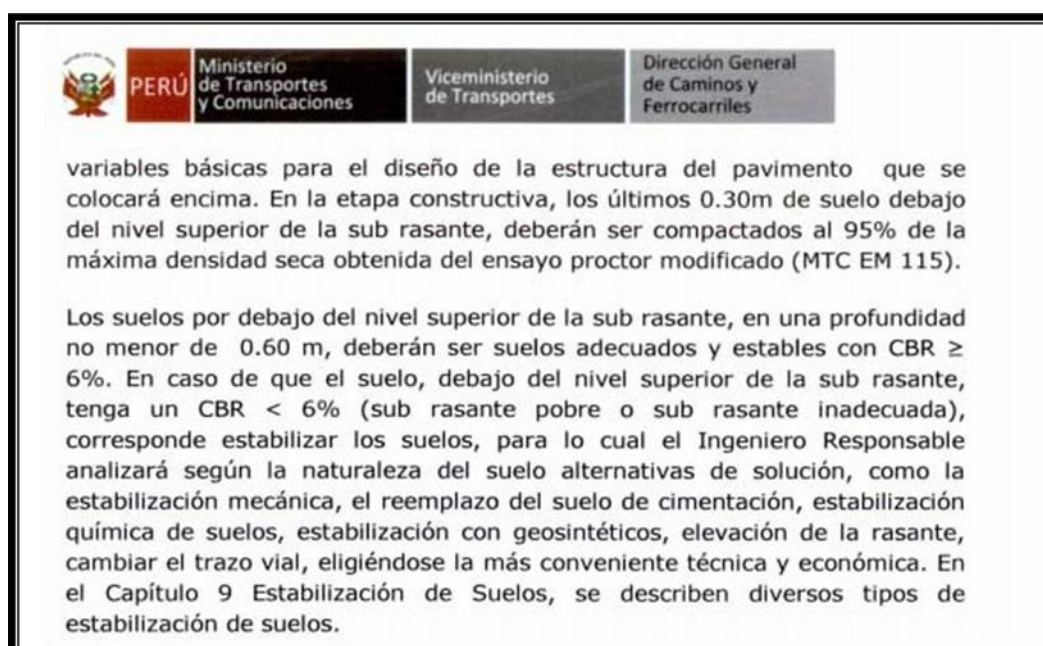 PERÚ
Ministerio
de Transportes
y Comunicaciones
Viceministerio
de Transportes
Dirección General
de Caminos y
Ferrocarriles
variables básicas para el diseño de la estructura del pavimento que se
colocará encima. En la etapa constructiva, los últimos 0.30m de suelo debajo
del nivel superior de la sub rasante, deberán ser compactados al 95% de la
máxima densidad seca obtenida del ensayo proctor modificado (MTC EM 115).
Los suelos por debajo del nivel superior de la sub rasante, en una profundidad
no menor de 0.60 m, deberán ser suelos adecuados y estables con CBR ≥
6%. En caso de que el suelo, debajo del nivel superior de la sub rasante,
tenga un CBR < 6% (sub rasante pobre o sub rasante inadecuada),
corresponde estabilizar los suelos, para lo cual el Ingeniero Responsable
analizará según la naturaleza del suelo alternativas de solución, como la
estabilización mecánica, el reemplazo del suelo de cimentación, estabilización
química de suelos, estabilización con geosintéticos, elevación de la rasante,
cambiar el trazo vial, eligiéndose la más conveniente técnica y económica. En
el Capítulo 9 Estabilización de Suelos, se describen diversos tipos de
estabilización de suelos.